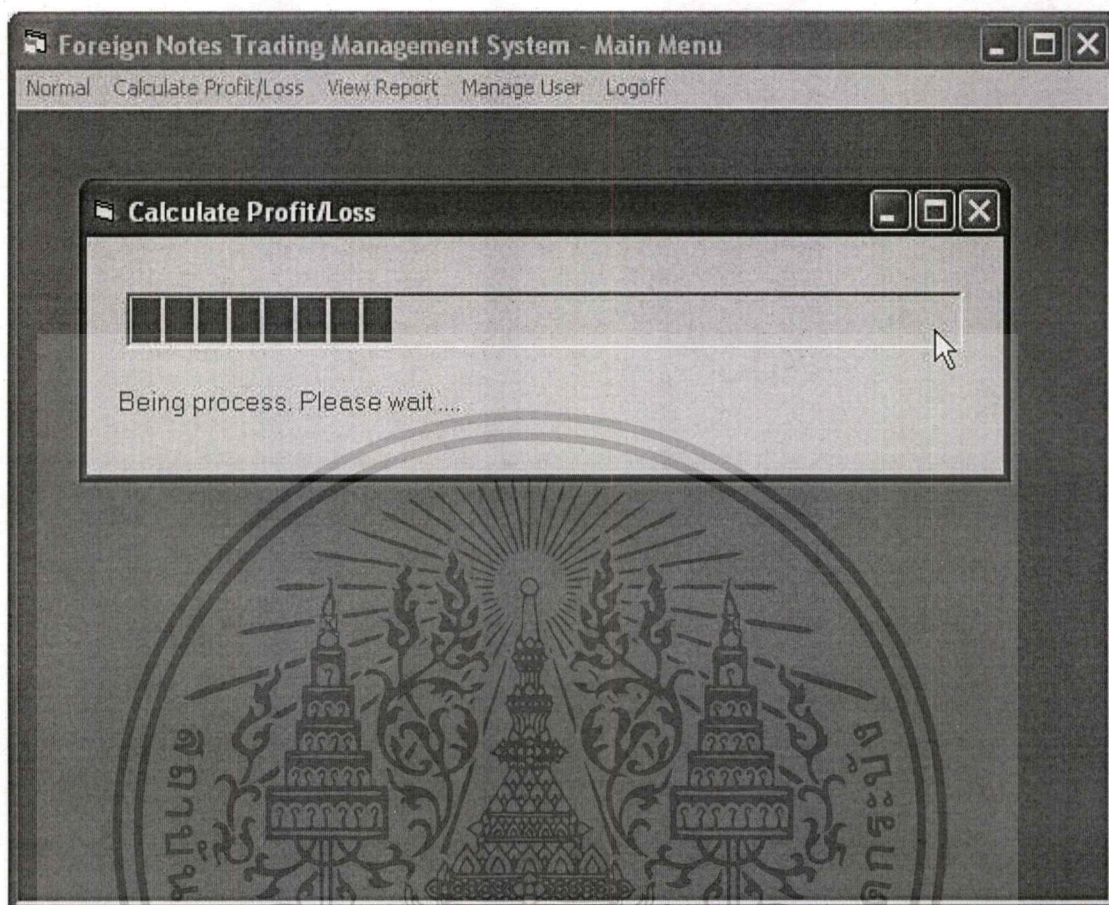 Foreign Notes Trading Management System - Main Menu
Normal Calculate Profit/Loss View Report Manage User Logoff
Calculate Profit/Loss
Being process. Please wait ....